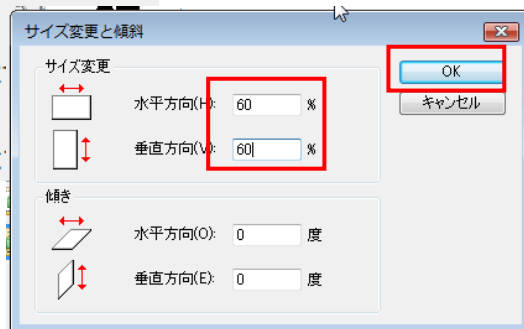 サイズ変更と傾斜
サイズ変更
水平方向(H): 60 %
垂直方向(V): 60 %
OK
キャンセル
傾き
水平方向(O): 0 度
垂直方向(E): 0 度